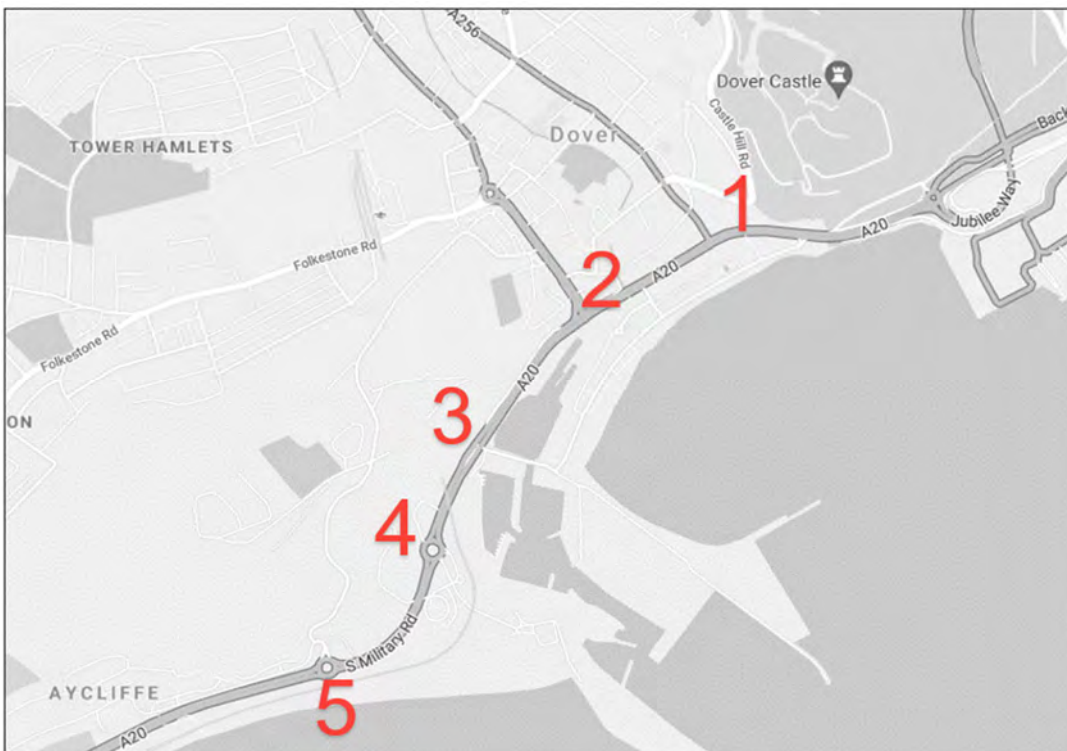 A256
Dover Castle
Castle Hill Rd
Back
TOWER HAMLETS
Dover
1
Jubilee Way
A20
Folkestone Rd
2
A20
Folkestone Rd
A20
3
ON
4
S Military Rd
AYCLIFFE
5
A20